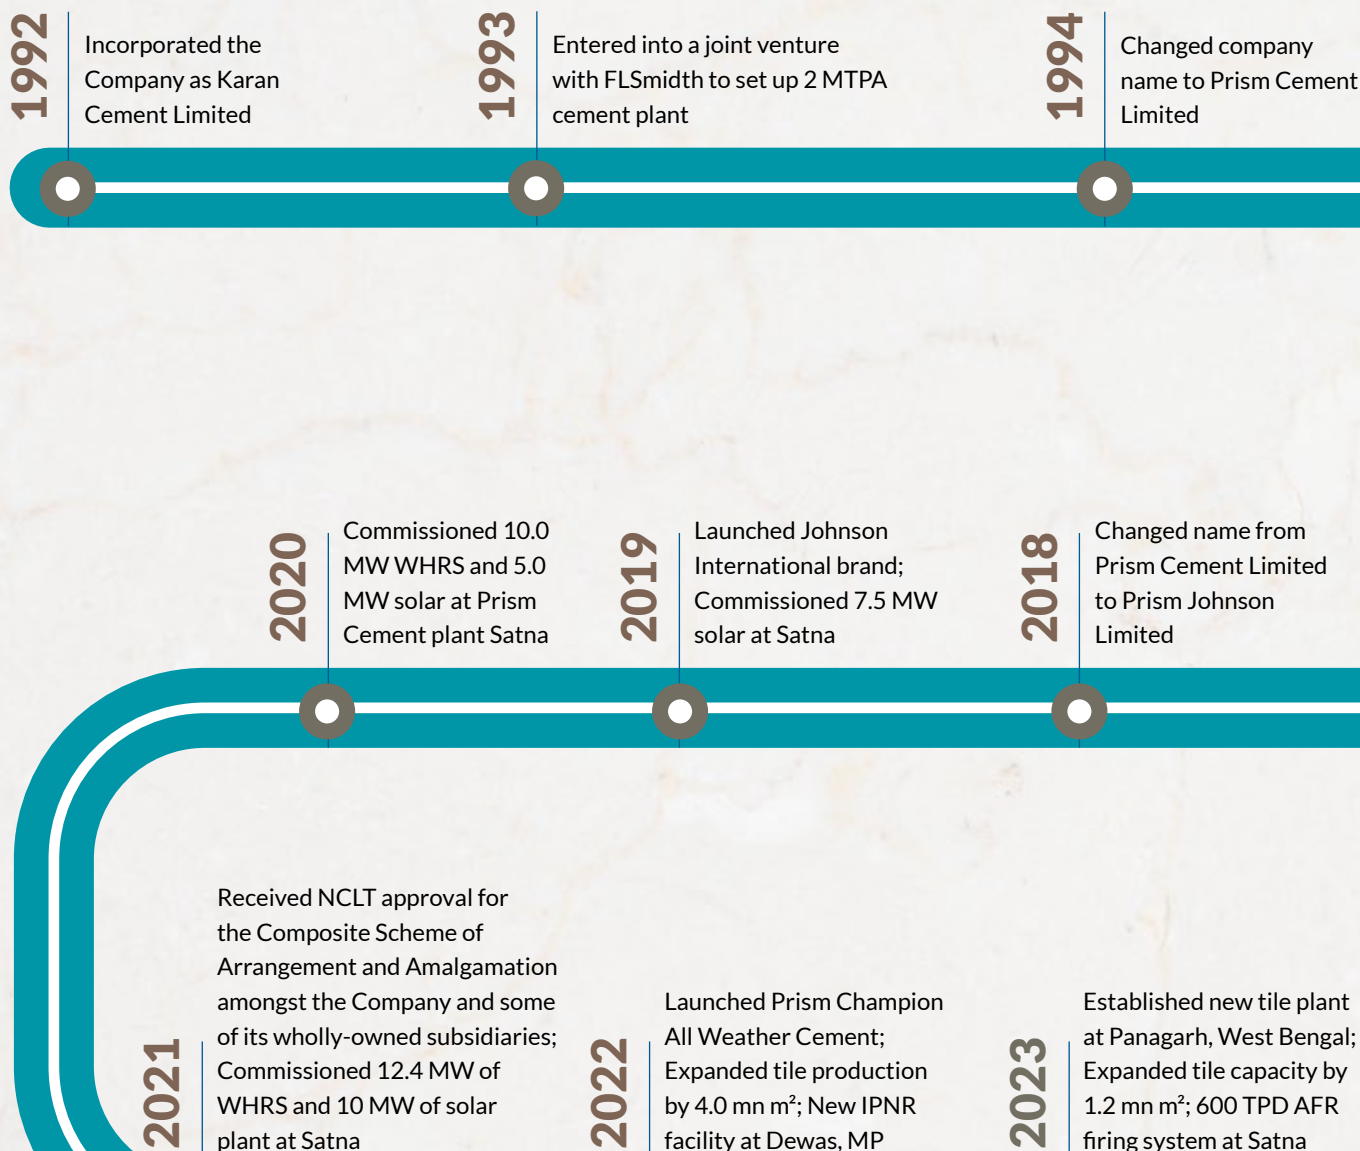 1992
Incorporated the
Company as Karan
Cement Limited
1993
Entered into a joint venture
with FLSmidth to set up 2 MTPA
cement plant
1994
Changed company
name to Prism Cement
Limited
2020
Commissioned 10.0
MW WHRS and 5.0
MW solar at Prism
Cement plant Satna
2019
Launched Johnson
International brand;
Commissioned 7.5 MW
solar at Satna
2018
Changed name from
Prism Cement Limited
to Prism Johnson
Limited
2021
Received NCLT approval for
the Composite Scheme of
Arrangement and Amalgamation
amongst the Company and some
of its wholly-owned subsidiaries;
Commissioned 12.4 MW of
WHRS and 10 MW of solar
plant at Satna
2022
Launched Prism Champion
All Weather Cement;
Expanded tile production
by 4.0 mn m²; New IPNR
facility at Dewas, MP
2023
Established new tile plant
at Panagarh, West Bengal;
Expanded tile capacity by
1.2 mn m²; 600 TPD AFR
firing system at Satna